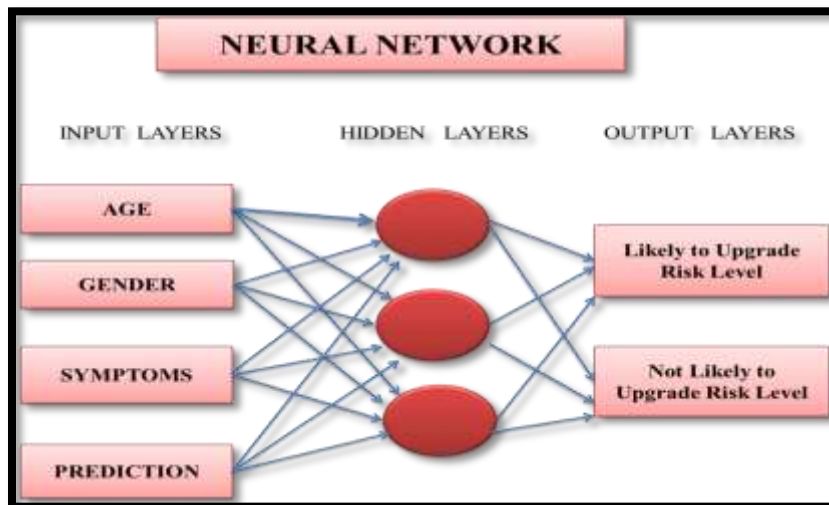 NEURAL NETWORK
INPUT LAYERS
HIDDEN LAYERS
OUTPUT LAYERS
AGE
GENDER
SYMPTOMS
PREDICTION
Likely to Upgrade
Risk Level
Not Likely to
Upgrade Risk Level